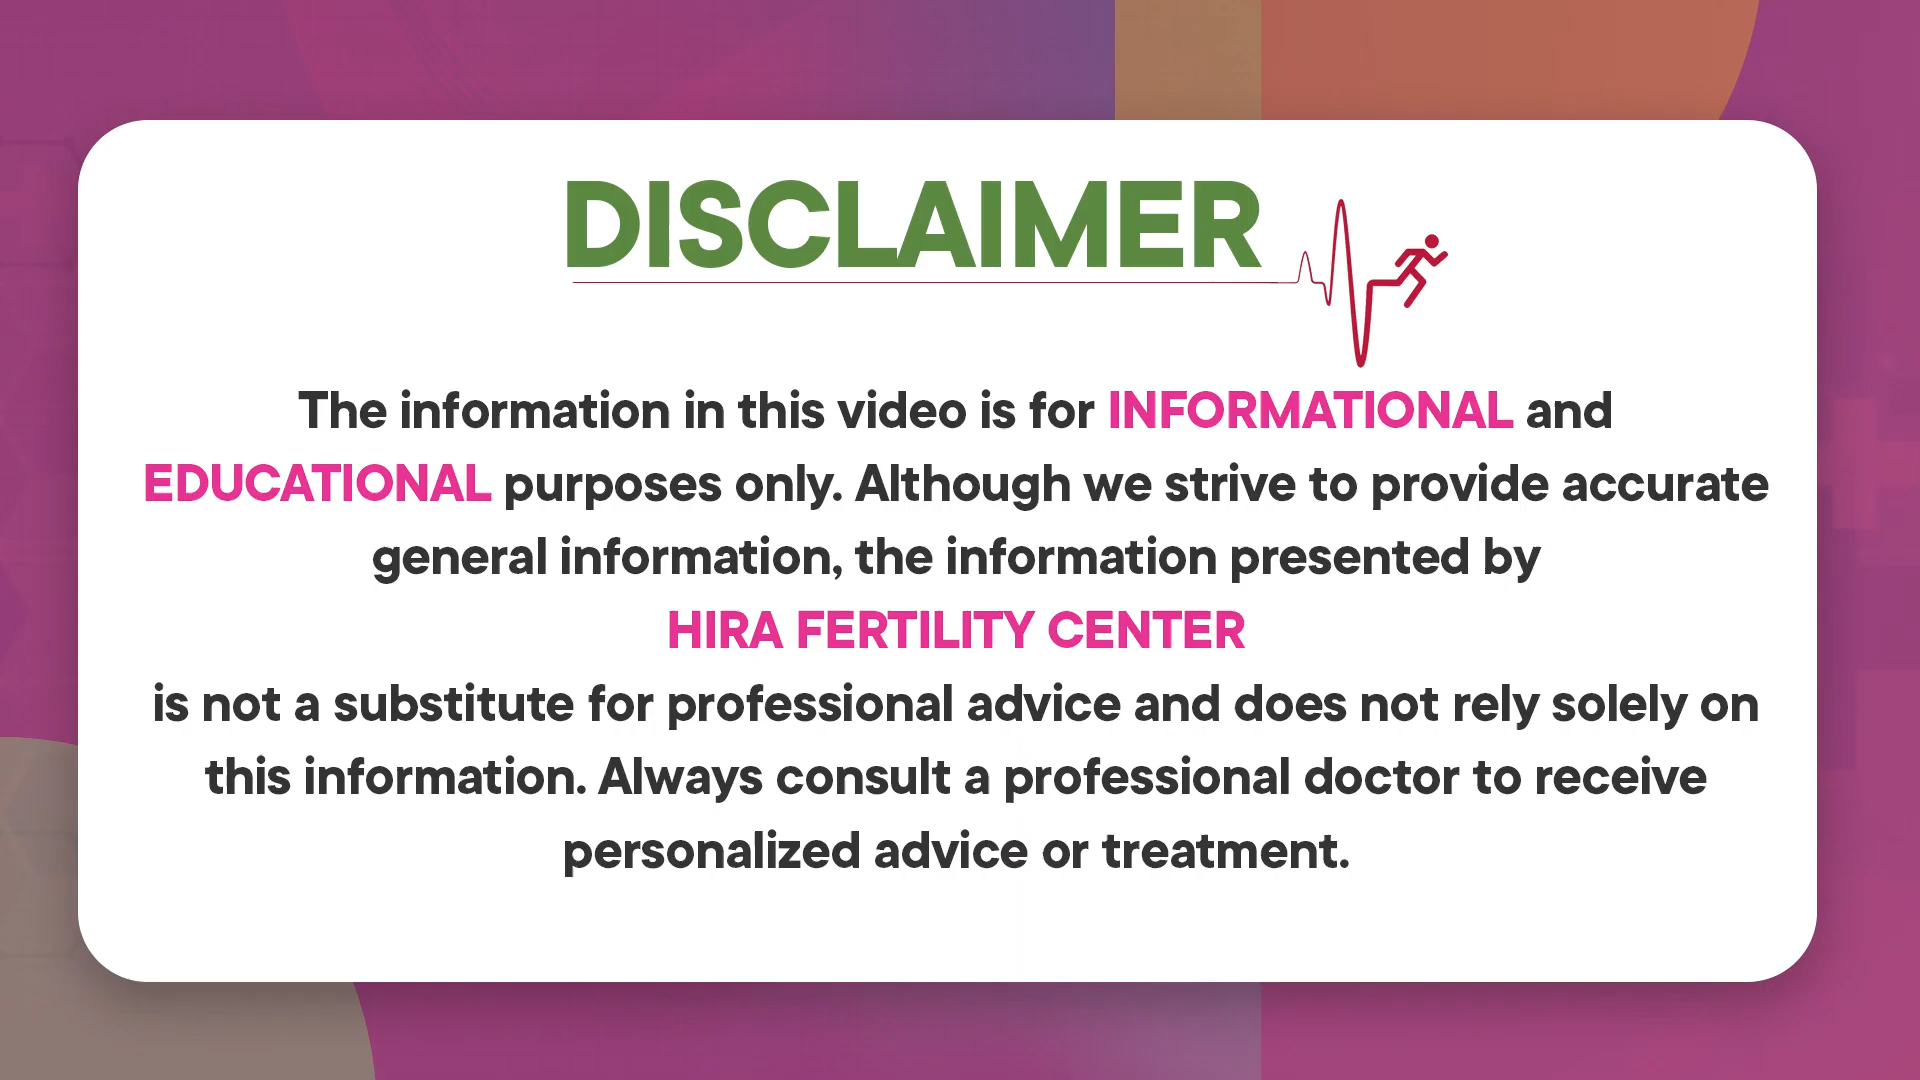 DISCLAIMER
The information in this video is for INFORMATIONAL and
EDUCATIONAL purposes only. Although we strive to provide accurate
general information, the information presented by
HIRA FERTILITY CENTER
is not a substitute for professional advice and does not rely solely on
this information. Always consult a professional doctor to receive
personalized advice or treatment.